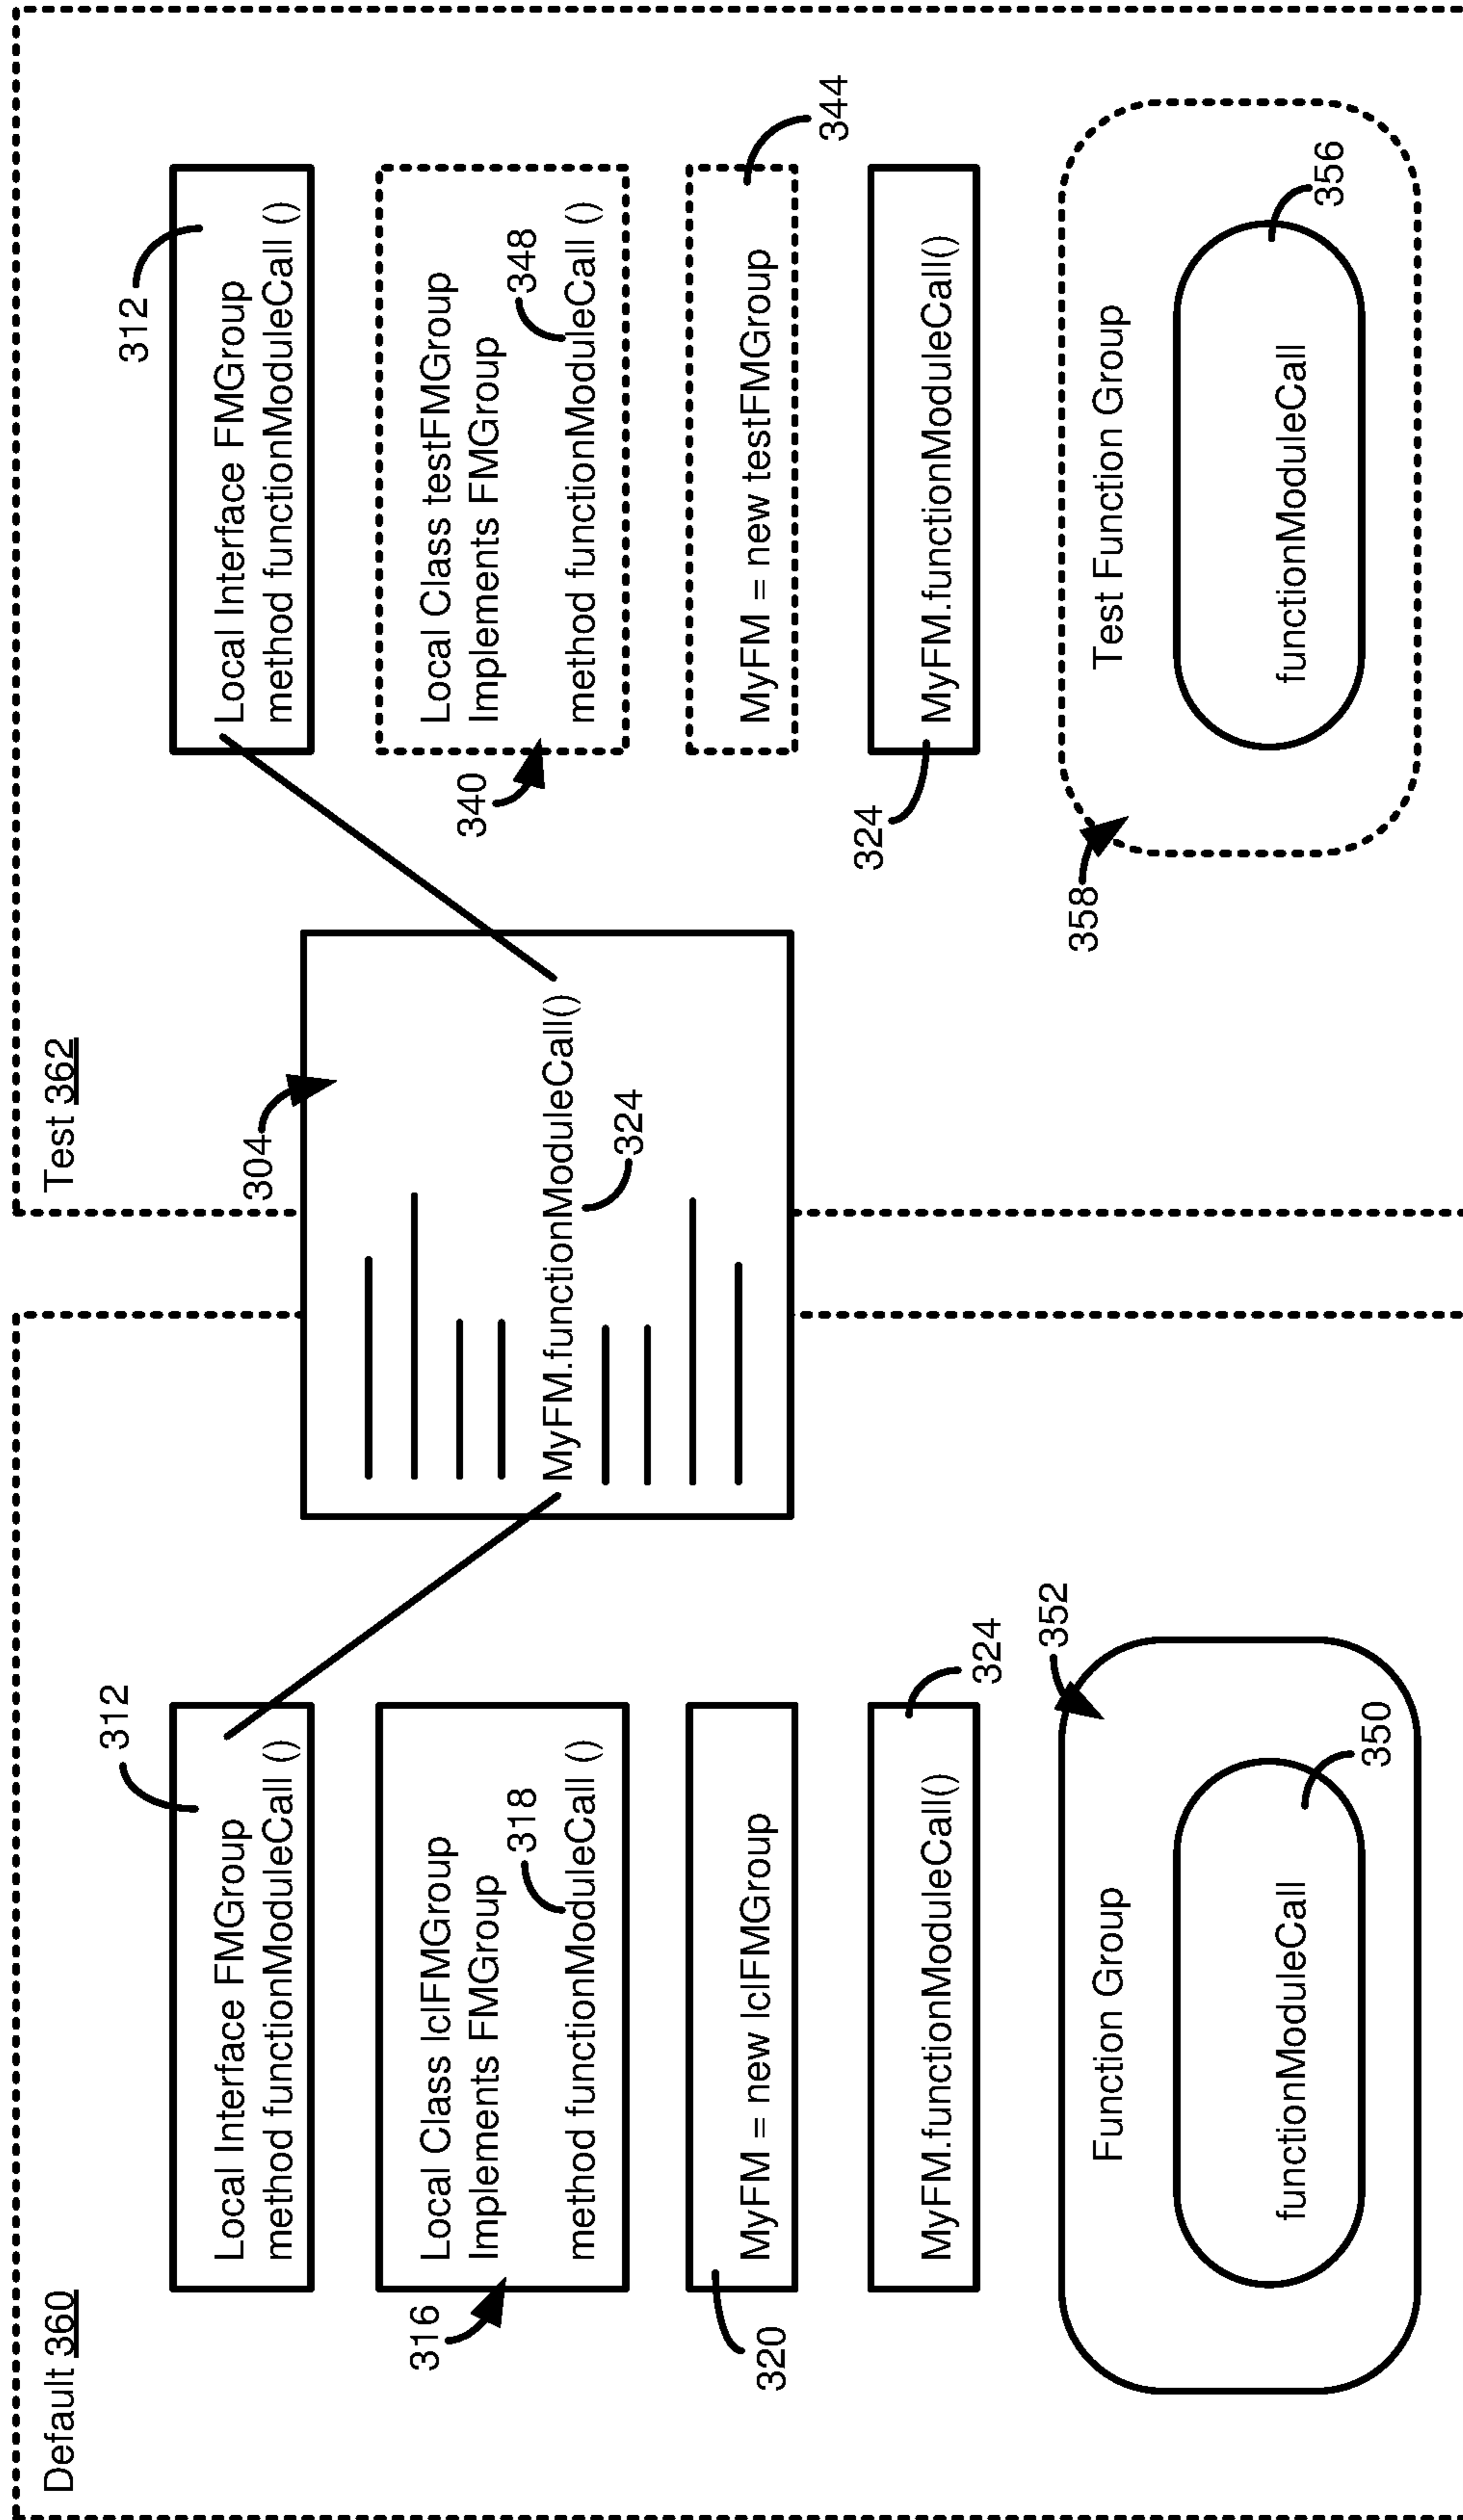 Default 360
312
Local Interface FMGroup
method functionModuleCall ()
316
Local Class lclFMGroup
Implements FMGroup
318
method functionModuleCall ()
320
MyFM = new lclFMGroup
MyFM.functionModuleCall()
324
352
Function Group
functionModuleCall
350
304
MyFM.functionModuleCall()
324
Test 362
312
Local Interface FMGroup
method functionModuleCall ()
340
Local Class testFMGroup
Implements FMGroup
348
method functionModuleCall ()
344
MyFM = new testFMGroup
324
MyFM.functionModuleCall()
358
Test Function Group
functionModuleCall
356